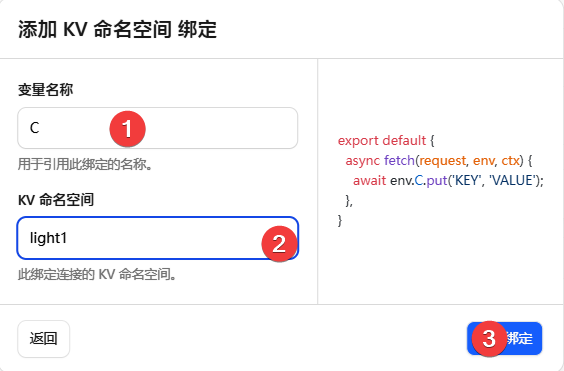 添加 KV 命名空间 绑定
变量名称
C
1
用于引用此绑定的名称。
KV 命名空间
light1
2
此绑定连接的 KV 命名空间。
export default {
async fetch(request, env, ctx) {
await env.C.put('KEY', 'VALUE');
},
}
返回
3
绑定